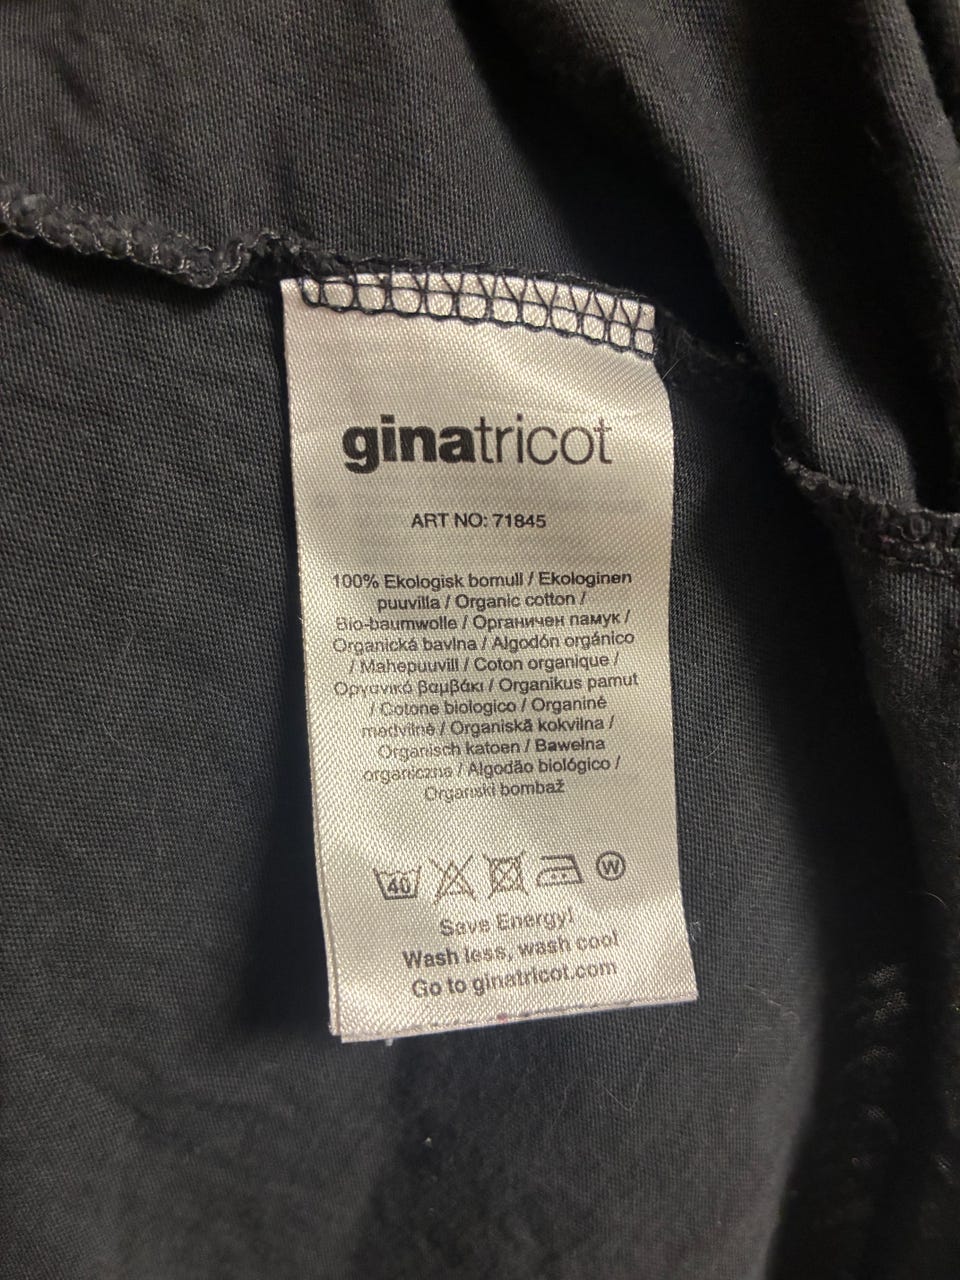 ginatricot
ART NO: 71845
100% Ekologisk bomull / Ekologinen
puuvilla / Organic cotton /
Bio-baumwolle / Органичен памук /
Organická bavlna / Algodón orgánico
/ Mahepuuvill / Coton organique /
Οργανικό βαμβάκι / Organikus pamut
/ Cotone biologico / Organinė
medvilnė / Organiskā kokvilna /
Organisch katoen / Bawełna
organiczna / Algodão biológico /
Organski bombaž
40 W
Save Energy!
Wash less, wash cool
Go to ginatricot.com